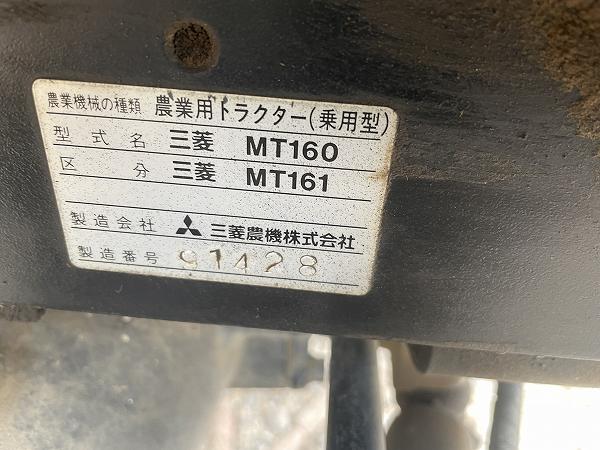 農業機械の種類 農業用トラクター(乗用型)
型式名 三菱 MT160
区分 三菱 MT161
製造会社 三菱農機株式会社
製造番号 91428